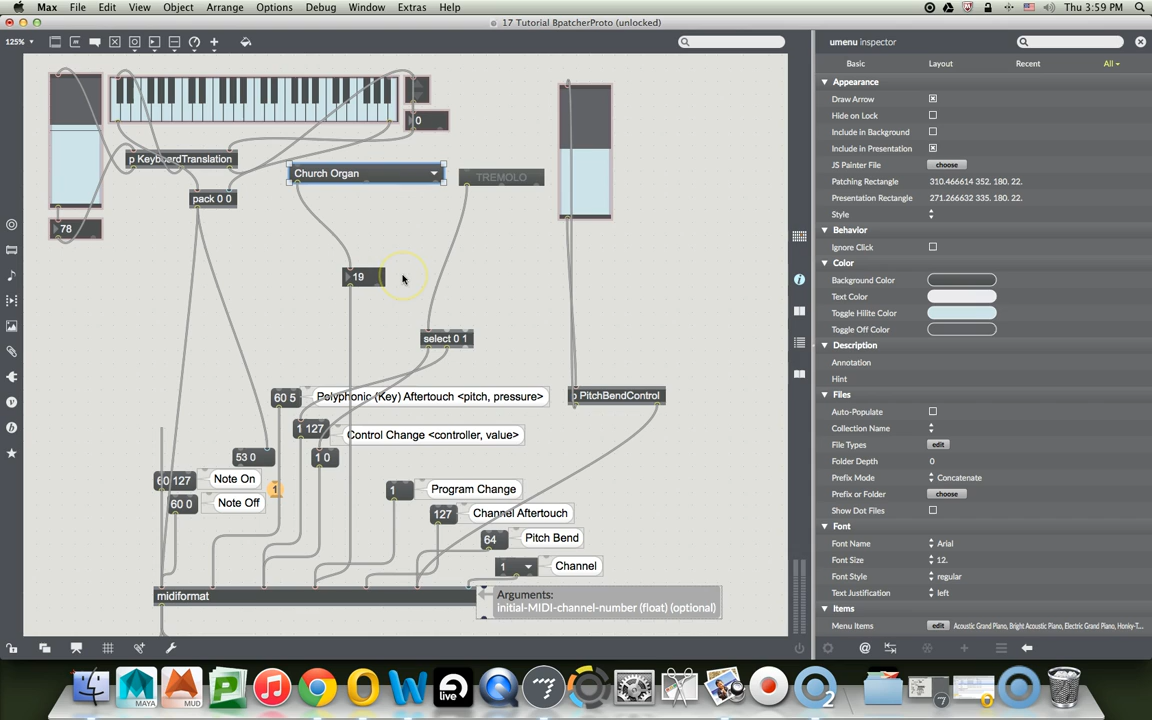 Max File Edit View Object Arrange Options Debug Window Extras Help
Thu 3:59 PM
17 Tutorial BpatcherProto (unlocked)
125%
umenu inspector
Basic Layout Recent All
Appearance
Draw Arrow
Hide on Lock
Include in Background
Include in Presentation
JS Painter File choose
Patching Rectangle 310.466614 352. 180. 22.
Presentation Rectangle 271.266632 335. 180. 22.
Style
Behavior
Ignore Click
Color
Background Color
Text Color
Toggle Hilite Color
Toggle Off Color
Description
Annotation
Hint
Files
Auto-Populate
Collection Name
File Types edit
Folder Depth 0
Prefix Mode Concatenate
Prefix or Folder choose
Show Dot Files
Font
Font Name Arial
Font Size 12.
Font Style regular
Text Justification left
Items
Menu Items edit Acoustic Grand Piano, Bright Acoustic Piano, Electric Grand Piano, Honky-T...
0
p KeyboardTranslation
Church Organ
TREMOLO
pack 0 0
78
19
select 0 1
60 5
Polyphonic (Key) Aftertouch <pitch, pressure>
p PitchBendControl
1 127
Control Change <controller, value>
53 0
1 0
60 127
Note On
1
60 0
Note Off
1
Program Change
127
Channel Aftertouch
64
Pitch Bend
1
Channel
midiformat
Arguments:
initial-MIDI-channel-number (float) (optional)
MAYA
MUD
live
7
2
7